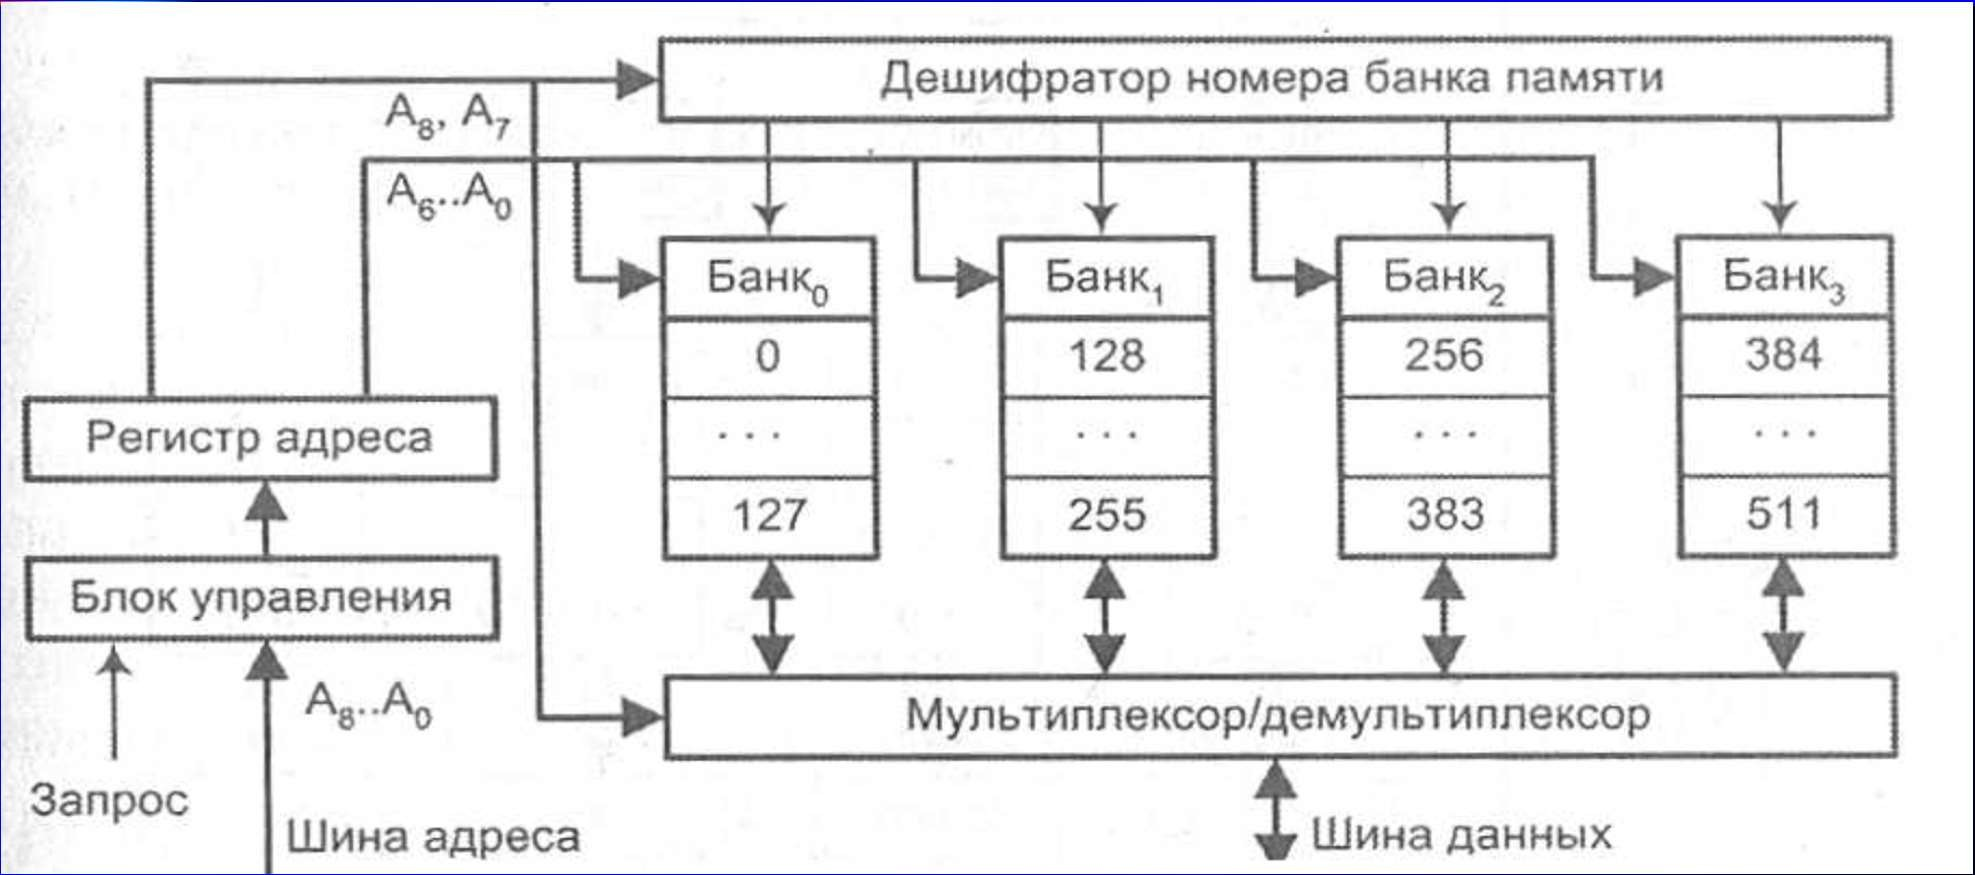 Дешифратор номера банка памяти
A₈, A₇
A₆..A₀
Банк₀ Банк₁ Банк₂ Банк₃
0 128 256 384
... ... ... ...
127 255 383 511
Регистр адреса
Блок управления
A₈..A₀
Мультиплексор/демультиплексор
Запрос
Шина адреса
Шина данных